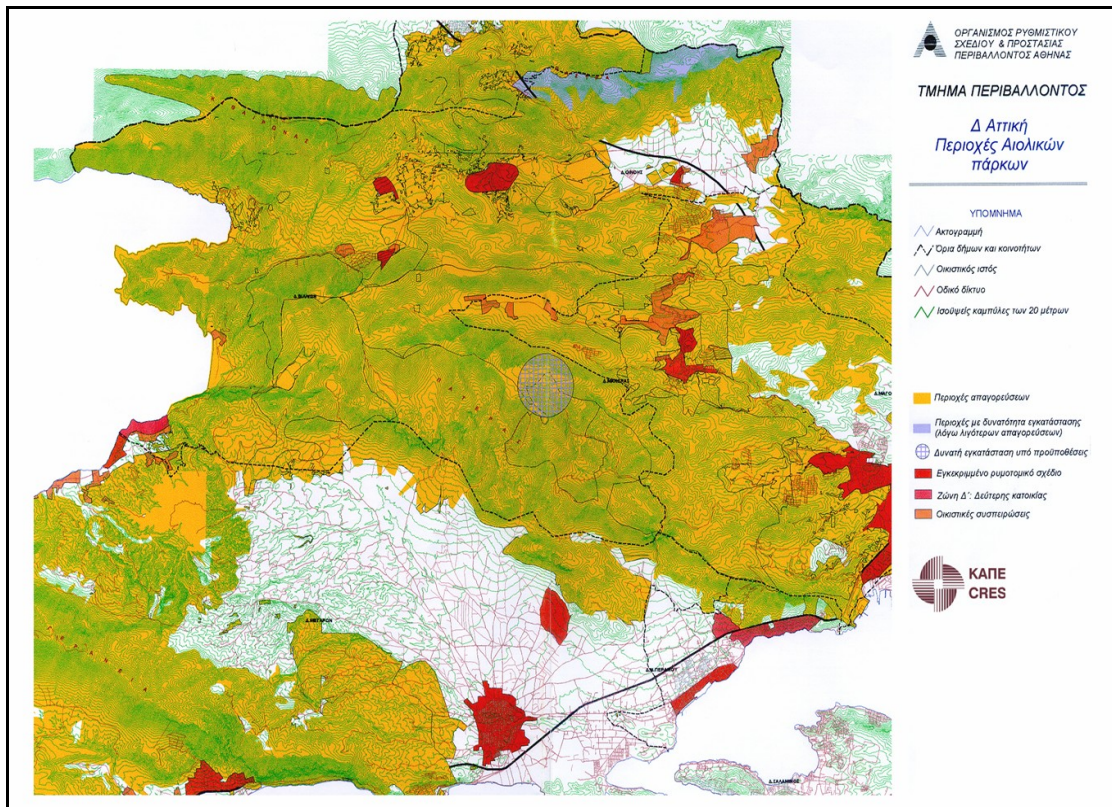 ΟΡΓΑΝΙΣΜΟΣ ΡΥΘΜΙΣΤΙΚΟΥ
ΣΧΕΔΙΟΥ & ΠΡΟΣΤΑΣΙΑΣ
ΠΕΡΙΒΑΛΛΟΝΤΟΣ ΑΘΗΝΑΣ
ΤΜΗΜΑ ΠΕΡΙΒΑΛΛΟΝΤΟΣ
Δ Αττική
Περιοχές Αιολικών
πάρκων
ΥΠΟΜΝΗΜΑ
Ακτογραμμή
Όρια δήμων και κοινοτήτων
Οικιστικός ιστός
Οδικό δίκτυο
Ισοϋψείς καμπύλες των 20 μέτρων
Περιοχές απαγορεύσεων
Περιοχές με δυνατότητα εγκατάστασης
(λόγω λιγότερων απαγορεύσεων)
Δυνατή εγκατάσταση υπό προϋποθέσεις
Εγκεκριμμένο ρυμοτομικό σχέδιο
Ζώνη Δ΄: Δεύτερης κατοικίας
Οικιστικές συσπειρώσεις
ΚΑΠΕ
CRES
Δ.ΟΙΝΟΗΣ
Δ.ΒΙΛΙΩΝ
Δ.ΜΕΓΑΡΩΝ
Δ.Ν.ΠΕΡΑΜΟΥ
Δ.ΣΑΛΑΜΙΝΟΣ